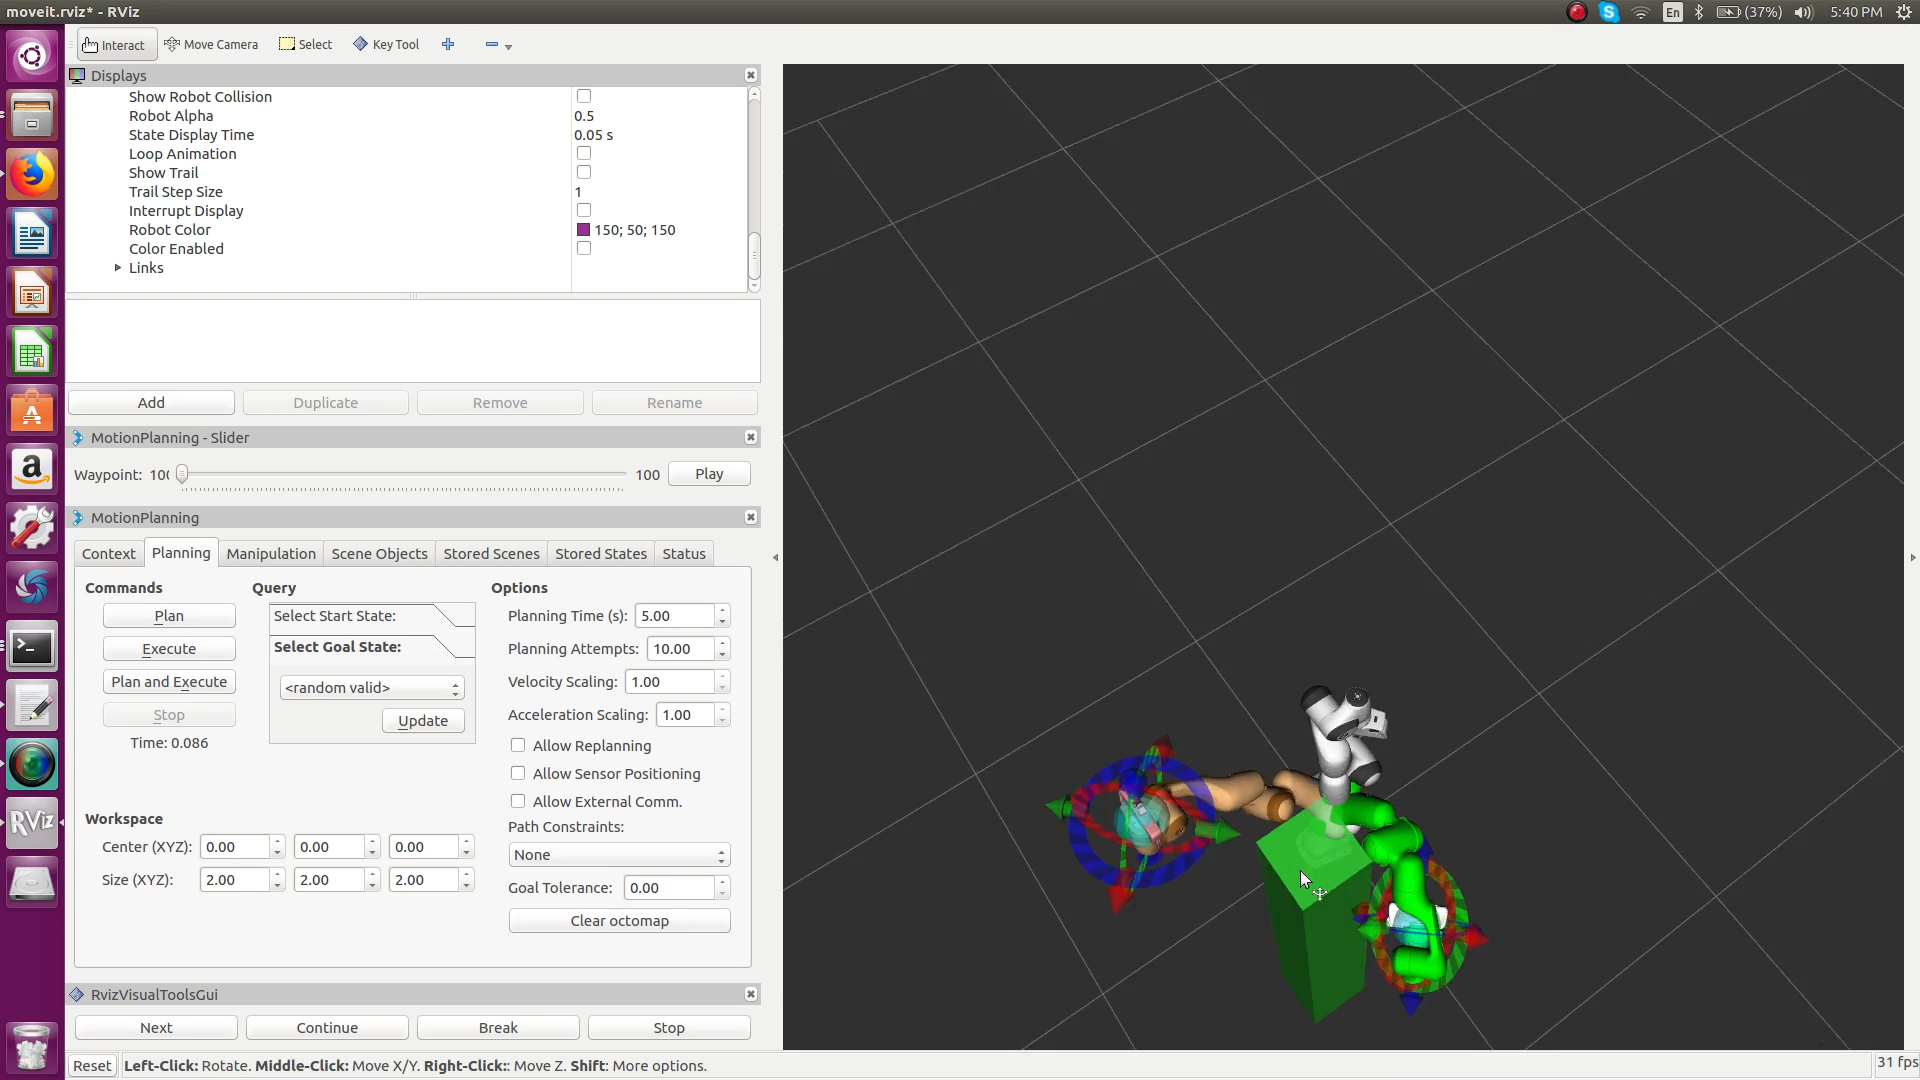 moveit.rviz* - RViz
En
(37%)
5:40 PM
Interact
Move Camera
Select
Key Tool
Displays
Show Robot Collision
Robot Alpha 0.5
State Display Time 0.05 s
Loop Animation
Show Trail
Trail Step Size 1
Interrupt Display
Robot Color 150; 50; 150
Color Enabled
Links
Add Duplicate Remove Rename
MotionPlanning - Slider
Waypoint: 100 Play
MotionPlanning
Context Planning Manipulation Scene Objects Stored Scenes Stored States Status
Commands Query Options
Plan Select Start State: Planning Time (s): 5.00
Execute Select Goal State: Planning Attempts: 10.00
Plan and Execute <random valid> Velocity Scaling: 1.00
Stop Update Acceleration Scaling: 1.00
Time: 0.086 Allow Replanning
Allow Sensor Positioning
Allow External Comm.
Workspace Path Constraints:
Center (XYZ): 0.00 0.00 0.00 None
Size (XYZ): 2.00 2.00 2.00 Goal Tolerance: 0.00
Clear octomap
RvizVisualToolsGui
Next Continue Break Stop
Reset Left-Click: Rotate. Middle-Click: Move X/Y. Right-Click:: Move Z. Shift: More options. 31 fps
RViz